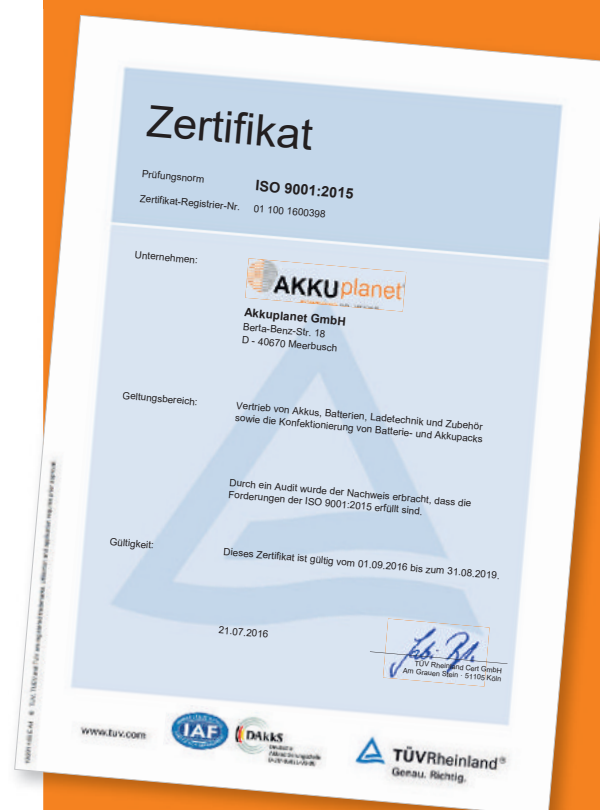 Zertifikat
Prüfungsnorm ISO 9001:2015
Zertifikat-Registrier-Nr. 01 100 1600398
Unternehmen:
AKKUplanet
Akkuplanet GmbH
Berta-Benz-Str. 18
D - 40670 Meerbusch
Geltungsbereich: Vertrieb von Akkus, Batterien, Ladetechnik und Zubehör
sowie die Konfektionierung von Batterie- und Akkupacks
Durch ein Audit wurde der Nachweis erbracht, dass die
Forderungen der ISO 9001:2015 erfüllt sind.
Gültigkeit: Dieses Zertifikat ist gültig vom 01.09.2016 bis zum 31.08.2019.
21.07.2016
TÜV Rheinland Cert GmbH
Am Grauen Stein · 51105 Köln
www.tuv.com
IAF
DAkkS
Deutsche
Akkreditierungsstelle
TÜVRheinland®
Genau. Richtig.